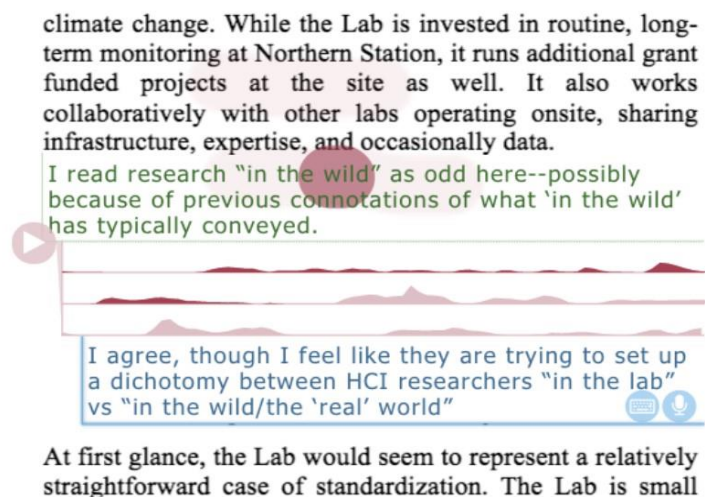 climate change. While the Lab is invested in routine, long-
term monitoring at Northern Station, it runs additional grant
funded projects at the site as well. It also works
collaboratively with other labs operating onsite, sharing
infrastructure, expertise, and occasionally data.
I read research “in the wild” as odd here--possibly
because of previous connotations of what ‘in the wild’
has typically conveyed.
I agree, though I feel like they are trying to set up
a dichotomy between HCI researchers “in the lab”
vs “in the wild/the ‘real’ world”
At first glance, the Lab would seem to represent a relatively
straightforward case of standardization. The Lab is small